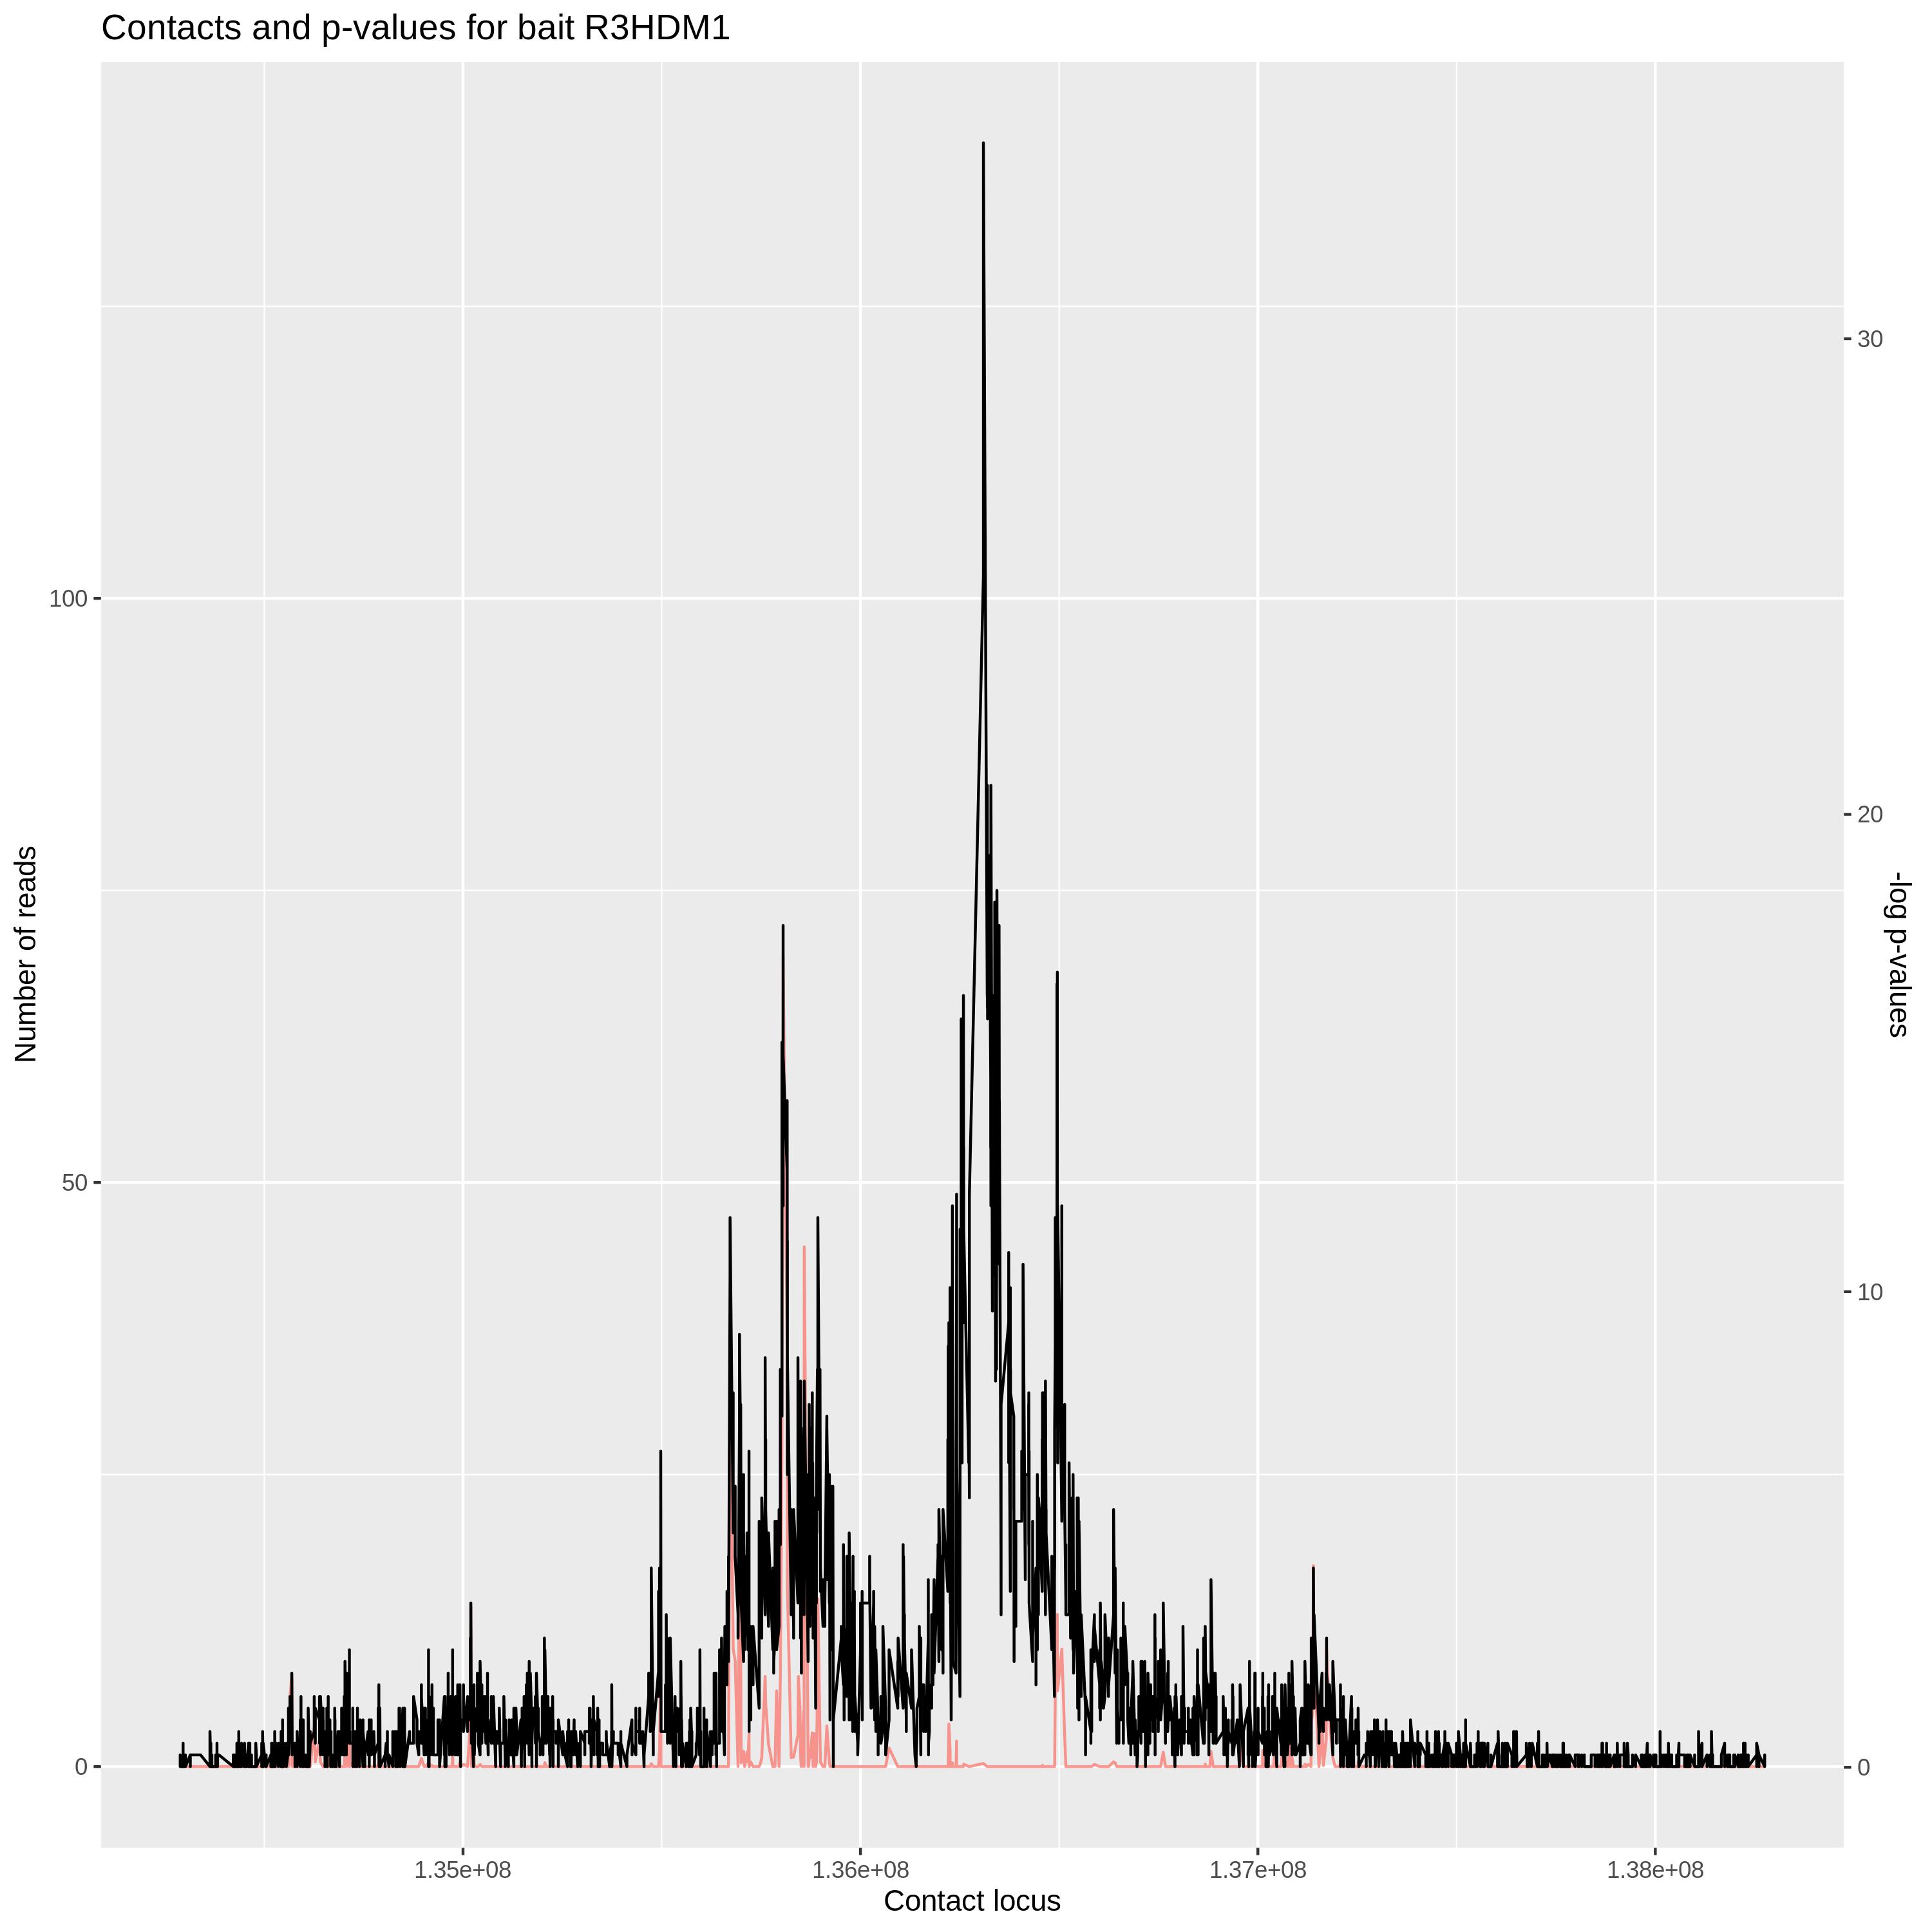 Contacts and p-values for bait R3HDM1
Number of reads
100
50
0
30
20
10
0
-log p-values
1.35e+08
1.36e+08
1.37e+08
1.38e+08
Contact locus